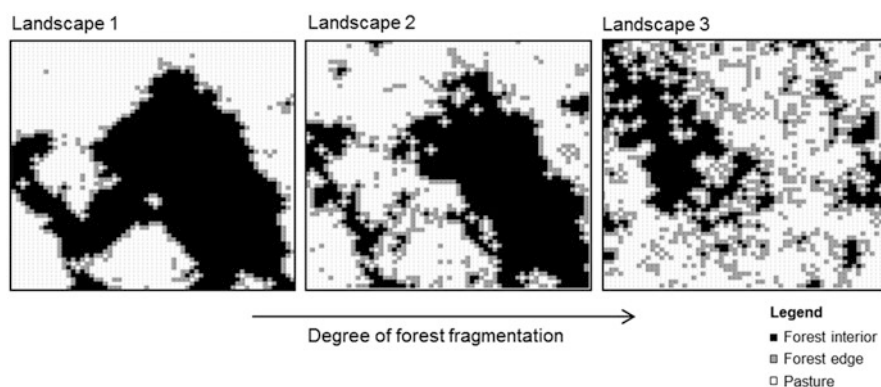 Landscape 1
Landscape 2
Landscape 3
Degree of forest fragmentation
Legend
Forest interior
Forest edge
Pasture